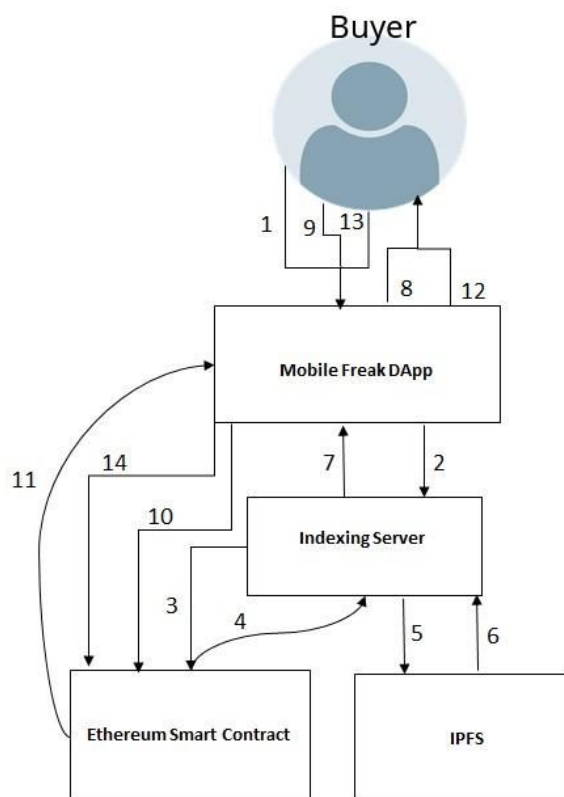 Buyer
1
9
13
8
12
Mobile Freak DApp
11
14
7
2
10
Indexing Server
3
4
5
6
Ethereum Smart Contract
IPFS